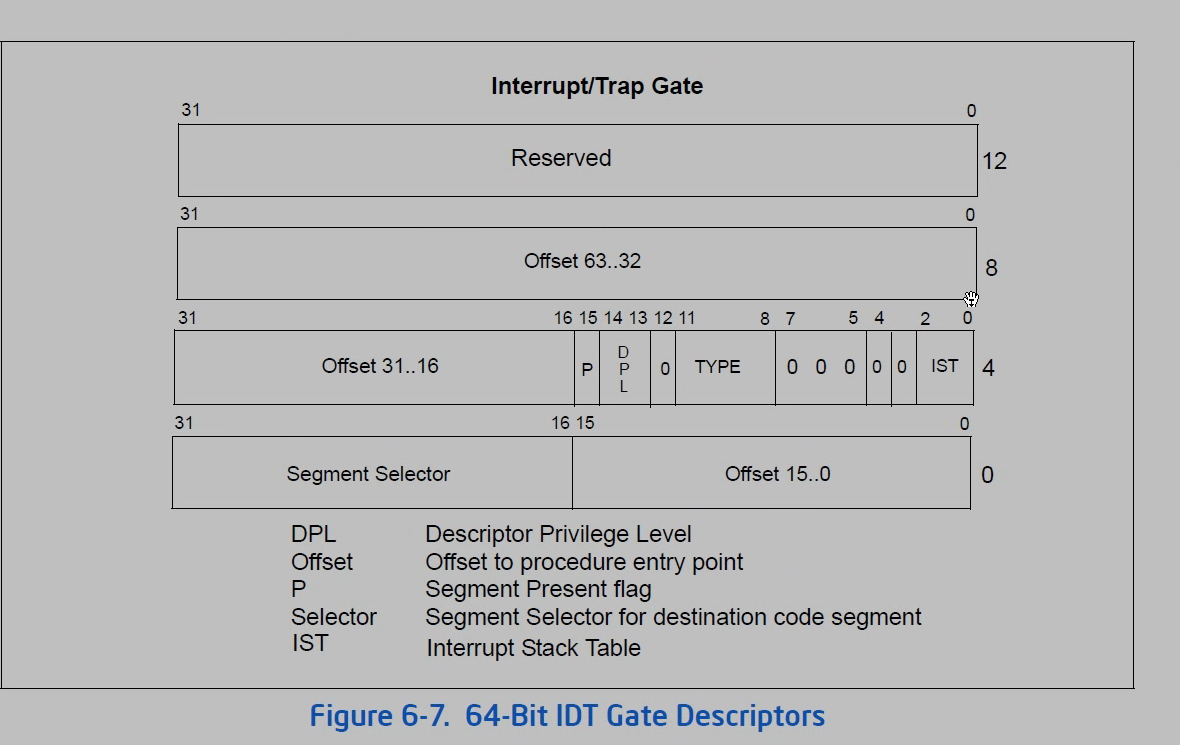 Interrupt/Trap Gate
31 0
Reserved 12
31 0
Offset 63..32 8
31 16 15 14 13 12 11 8 7 5 4 2 0
Offset 31..16 P DPL 0 TYPE 0 0 0 0 0 IST 4
31 16 15 0
Segment Selector Offset 15..0 0
DPL Descriptor Privilege Level
Offset Offset to procedure entry point
P Segment Present flag
Selector Segment Selector for destination code segment
IST Interrupt Stack Table
Figure 6-7. 64-Bit IDT Gate Descriptors